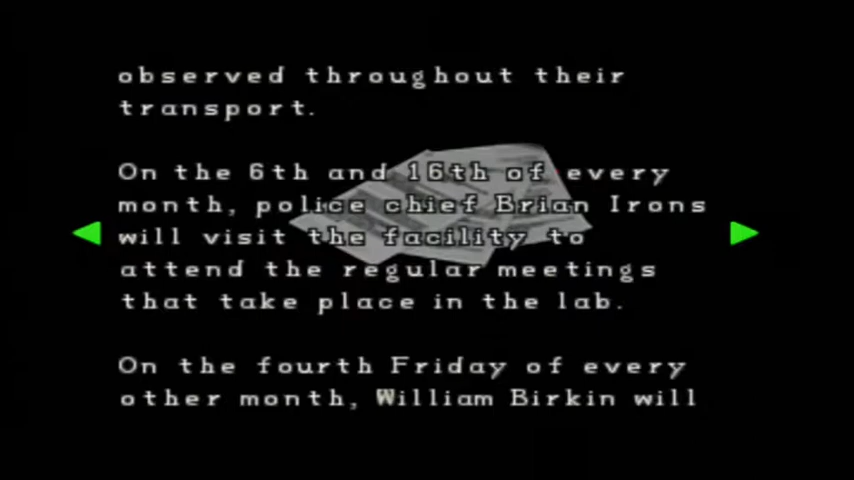 observed throughout their
transport.
On the 6th and 16th of every
month, police chief Brian Irons
will visit the facility to
attend the regular meetings
that take place in the lab.
On the fourth Friday of every
other month, William Birkin will